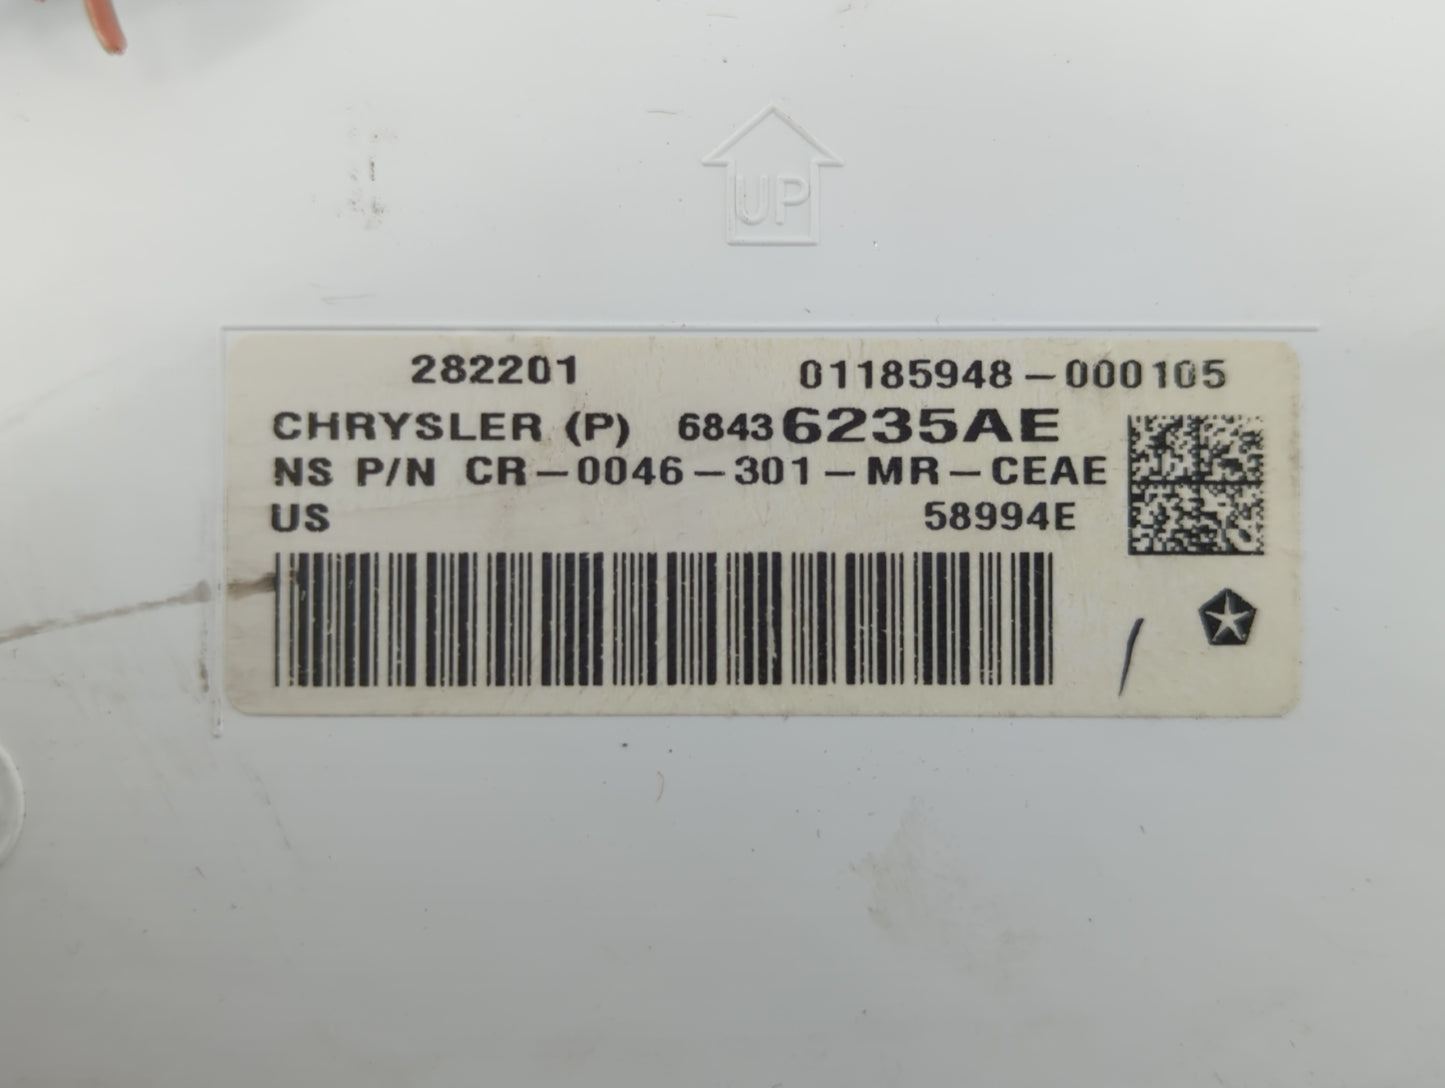 UP
282201 01185948-000105
CHRYSLER (P) 68436235AE
NS P/N CR-0046-301-MR-CEAE
US 58994E